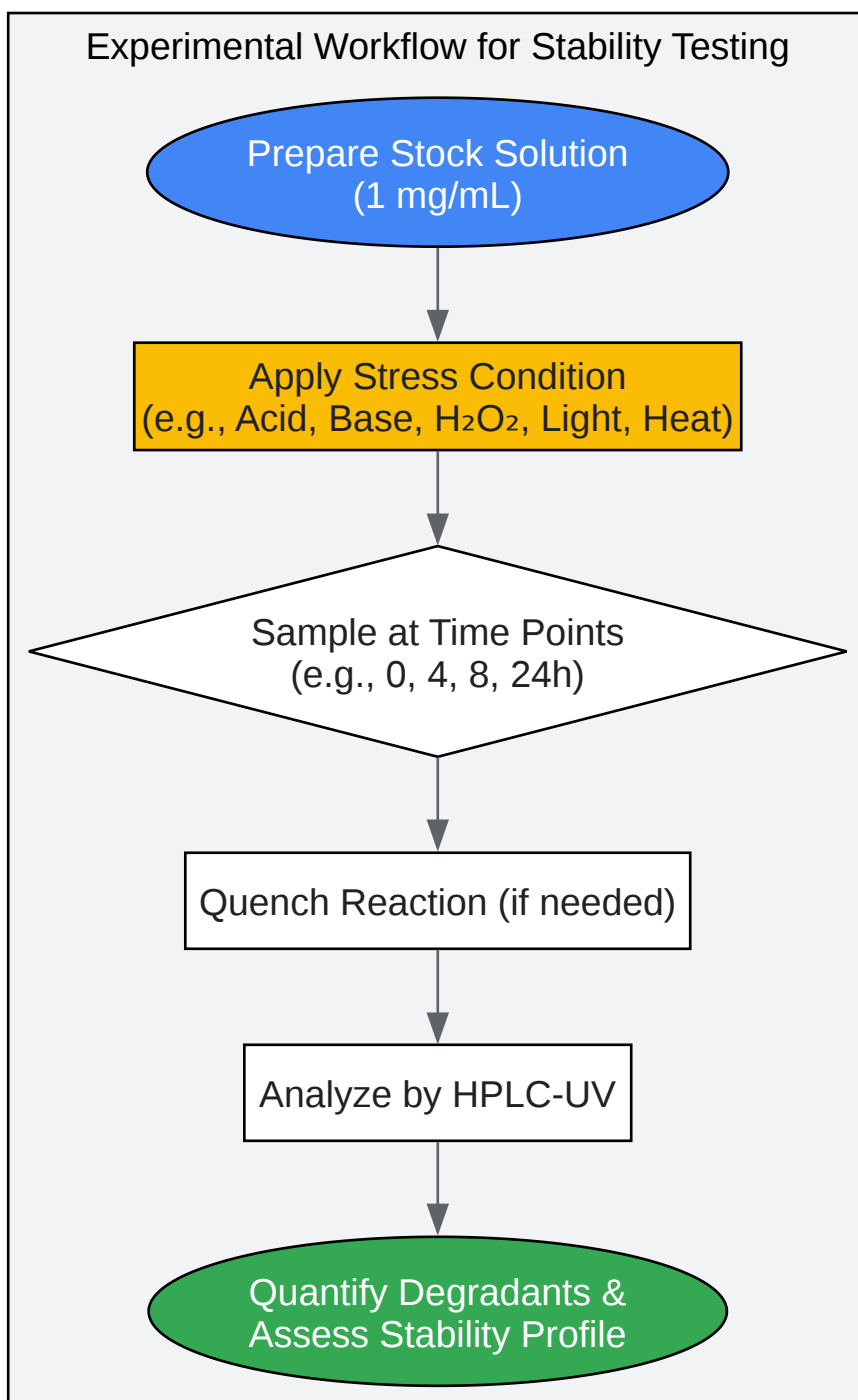 Experimental Workflow for Stability Testing
Prepare Stock Solution
(1 mg/mL)
Apply Stress Condition
(e.g., Acid, Base, H₂O₂, Light, Heat)
Sample at Time Points
(e.g., 0, 4, 8, 24h)
Quench Reaction (if needed)
Analyze by HPLC-UV
Quantify Degradants &
Assess Stability Profile